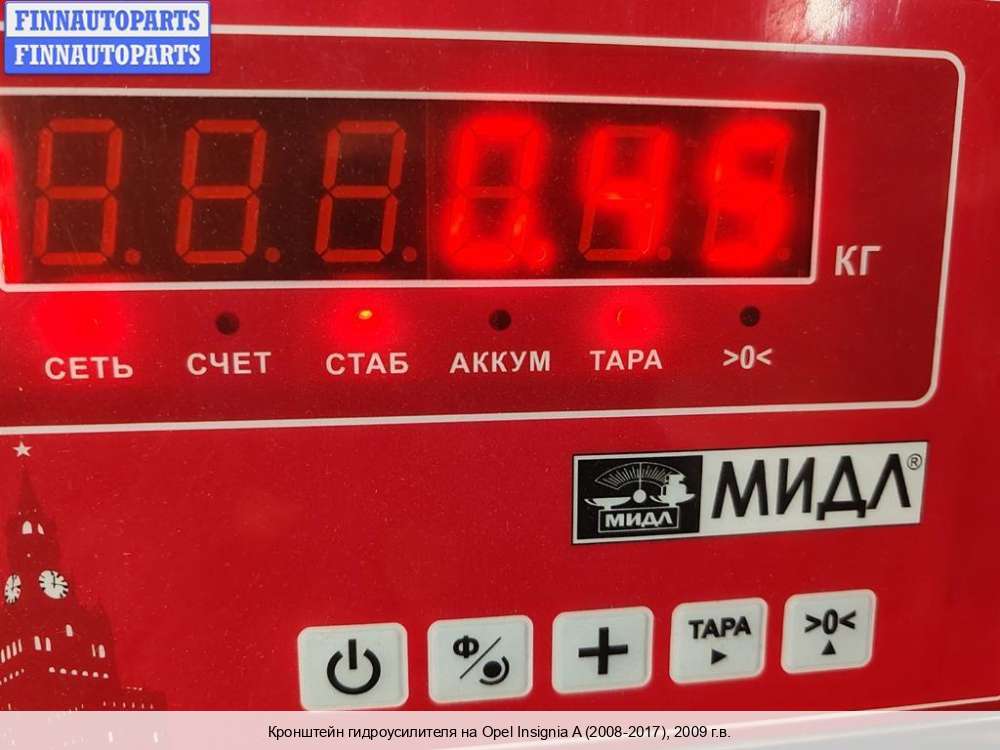 FINNAUTOPARTS
FINNAUTOPARTS
0.45
КГ
СЕТЬ СЧЕТ СТАБ АККУМ ТАРА >0<
МИДЛ МИДЛ®
Ф ТАРА >0<
Кронштейн гидроусилителя на Opel Insignia A (2008-2017), 2009 г.в.